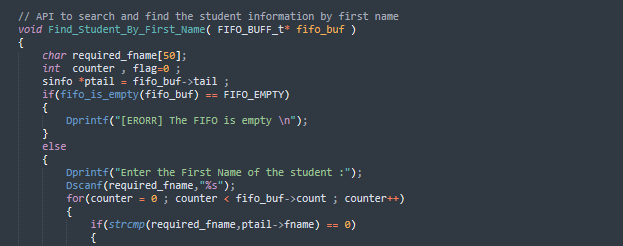 // API to search and find the student information by first name
void Find_Student_By_First_Name( FIFO_BUFF_t* fifo_buf )
{
char required_fname[50];
int counter , flag=0 ;
sinfo *ptail = fifo_buf->tail ;
if(fifo_is_empty(fifo_buf) == FIFO_EMPTY)
{
Dprintf("[ERORR] The FIFO is empty \n");
}
else
{
Dprintf("Enter the First Name of the student :");
Dscanf(required_fname,"%s");
for(counter = 0 ; counter < fifo_buf->count ; counter++)
{
if(strcmp(required_fname,ptail->fname) == 0)
{